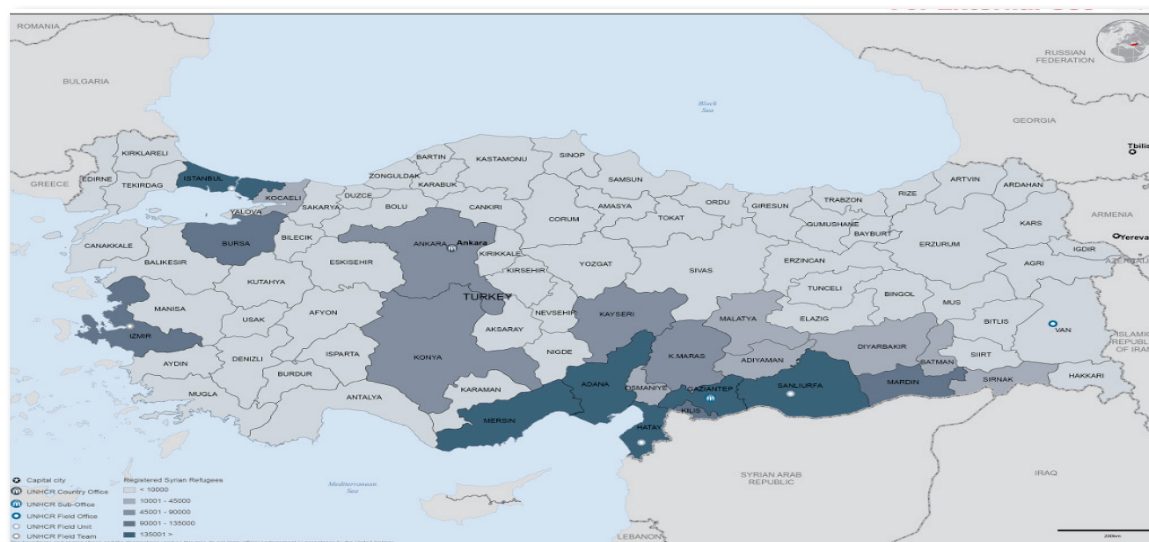 ROMANIA
RUSSIAN
FEDERATION
BULGARIA
Black
Sea
GEORGIA
Tbilis
GREECE
ARMENIA
Yereva
ISLAMIC
REPUBLIC
OF IRAN
KIRKLARELI
EDIRNE
TEKIRDAG
ISTANBUL
KOCAELI
YALOVA
SAKARYA
DUZCE
ZONGULDAK
BARTIN
KARABUK
KASTAMONU
SINOP
SAMSUN
BOLU
CANKIRI
CORUM
AMASYA
TOKAT
ORDU
GIRESUN
TRABZON
RIZE
ARTVIN
ARDAHAN
KARS
IGDIR
GUMUSHANE
BAYBURT
ERZURUM
AGRI
CANAKKALE
BALIKESIR
BURSA
BILECIK
ESKISEHIR
ANKARA
Ankara
KIRIKKALE
KIRSEHIR
YOZGAT
SIVAS
ERZINCAN
TUNCELI
BINGOL
MUS
BITLIS
VAN
KUTAHYA
MANISA
IZMIR
USAK
AFYON
TURKEY
AKSARAY
NEVSEHIR
KAYSERI
MALATYA
ELAZIG
DIYARBAKIR
BATMAN
SIIRT
SIRNAK
HAKKARI
AYDIN
DENIZLI
ISPARTA
BURDUR
MUGLA
ANTALYA
KONYA
KARAMAN
NIGDE
MERSIN
ADANA
OSMANIYE
K.MARAS
ADIYAMAN
GAZIANTEP
KILIS
HATAY
SANLIURFA
MARDIN
SYRIAN ARAB
REPUBLIC
IRAQ
LEBANON
Mediterranean
Sea
Capital city
UNHCR Country Office
UNHCR Sub-Office
UNHCR Field Office
UNHCR Field Unit
UNHCR Field Team
Registered Syrian Refugees
< 10000
10001 - 45000
45001 - 90000
90001 - 135000
135001 >